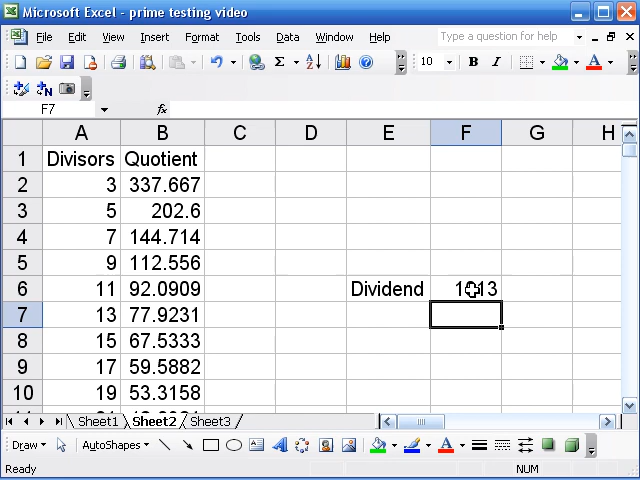 Microsoft Excel - prime testing video
File Edit View Insert Format Tools Data Window Type a question for help
10 B I
F7 fx
A B C D E F G H
1 Divisors Quotient
2 3 337.667
3 5 202.6
4 7 144.714
5 9 112.556
6 11 92.0909 Dividend
7 13 77.9231
8 15 67.5333
9 17 59.5882
10 19 53.3158
Sheet1 Sheet2 Sheet3
Draw AutoShapes
Ready NUM